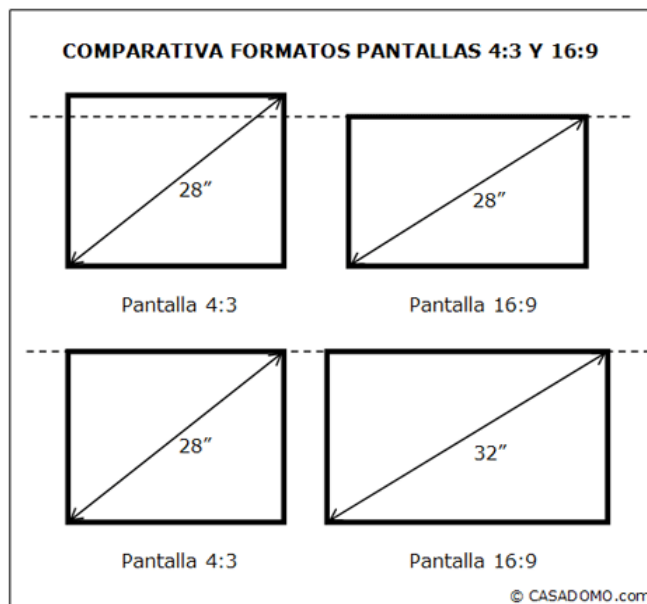 COMPARATIVA FORMATOS PANTALLAS 4:3 Y 16:9
28″
28″
Pantalla 4:3
Pantalla 16:9
28″
32″
Pantalla 4:3
Pantalla 16:9
© CASADOMO.com